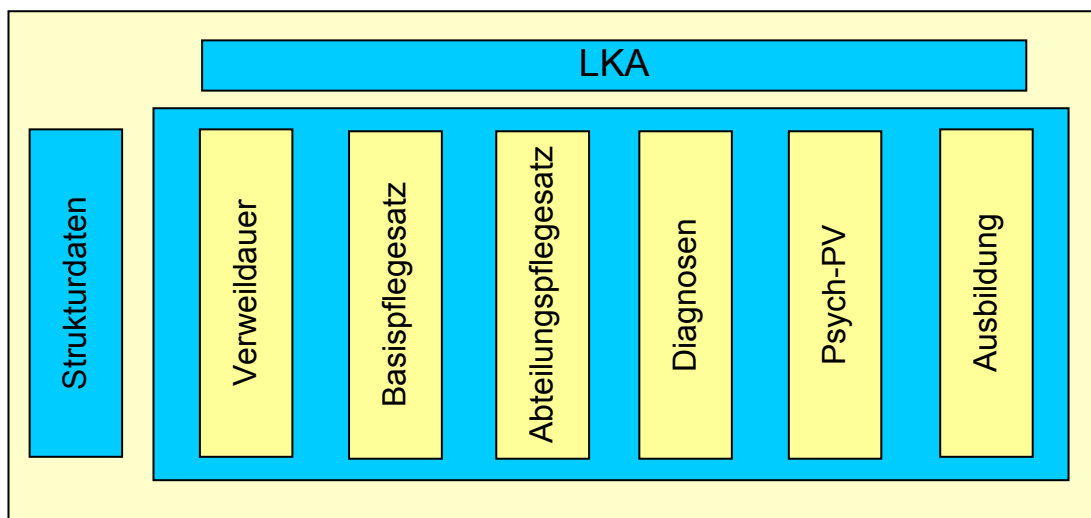 LKA
Strukturdaten
Verweildauer
Basispflegesatz
Abteilungspflegesatz
Diagnosen
Psych-PV
Ausbildung